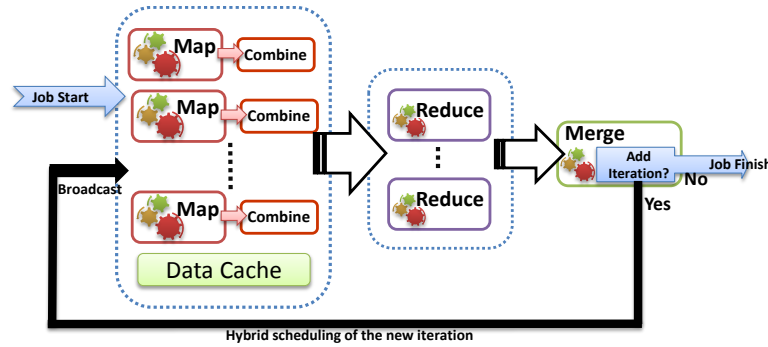 Job Start
Map
Combine
Map
Combine
Map
Combine
Data Cache
Reduce
Reduce
Merge
Add
Iteration?
Job Finish
No
Yes
Broadcast
Hybrid scheduling of the new iteration